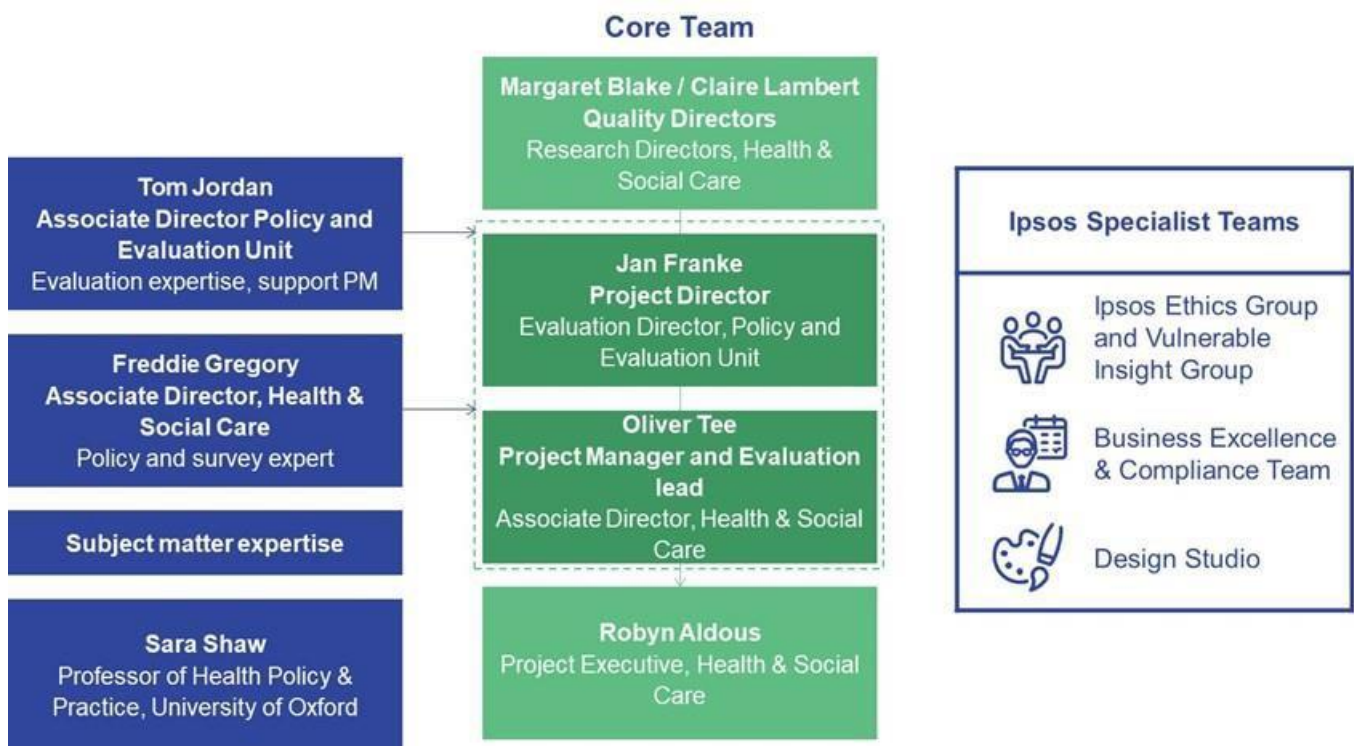 Core Team
Margaret Blake / Claire Lambert
Quality Directors
Research Directors, Health &
Social Care
Tom Jordan
Associate Director Policy and
Evaluation Unit
Evaluation expertise, support PM
Jan Franke
Project Director
Evaluation Director, Policy and
Evaluation Unit
Freddie Gregory
Associate Director, Health &
Social Care
Policy and survey expert
Oliver Tee
Project Manager and Evaluation
lead
Associate Director, Health & Social
Care
Subject matter expertise
Sara Shaw
Professor of Health Policy &
Practice, University of Oxford
Robyn Aldous
Project Executive, Health & Social
Care
Ipsos Specialist Teams
Ipsos Ethics Group
and Vulnerable
Insight Group
Business Excellence
& Compliance Team
Design Studio